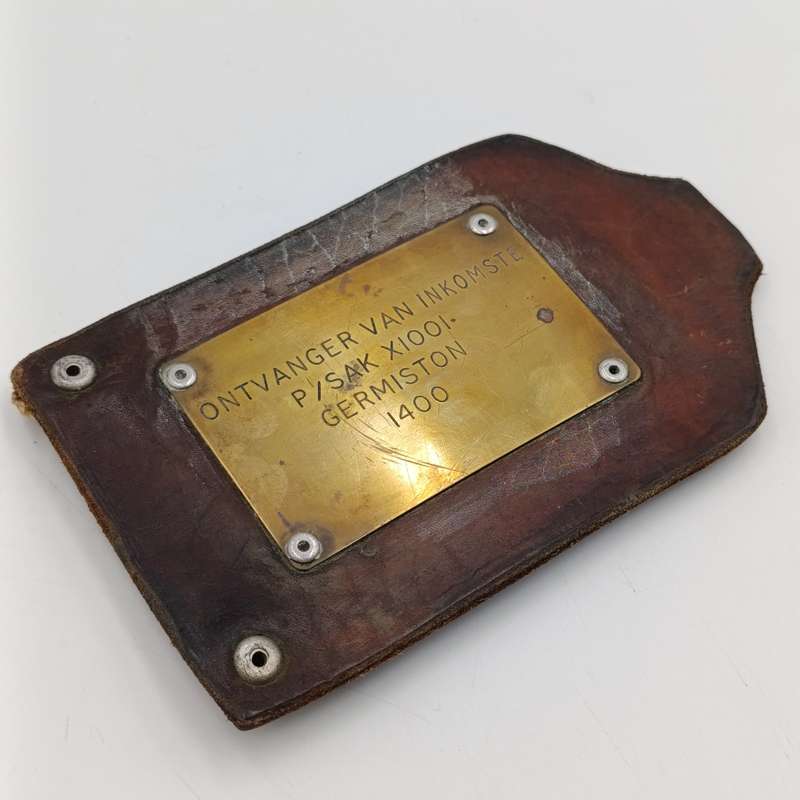 ONTVANGER VAN INKOMSTE
P/SAK X1001.
GERMISTON
1400